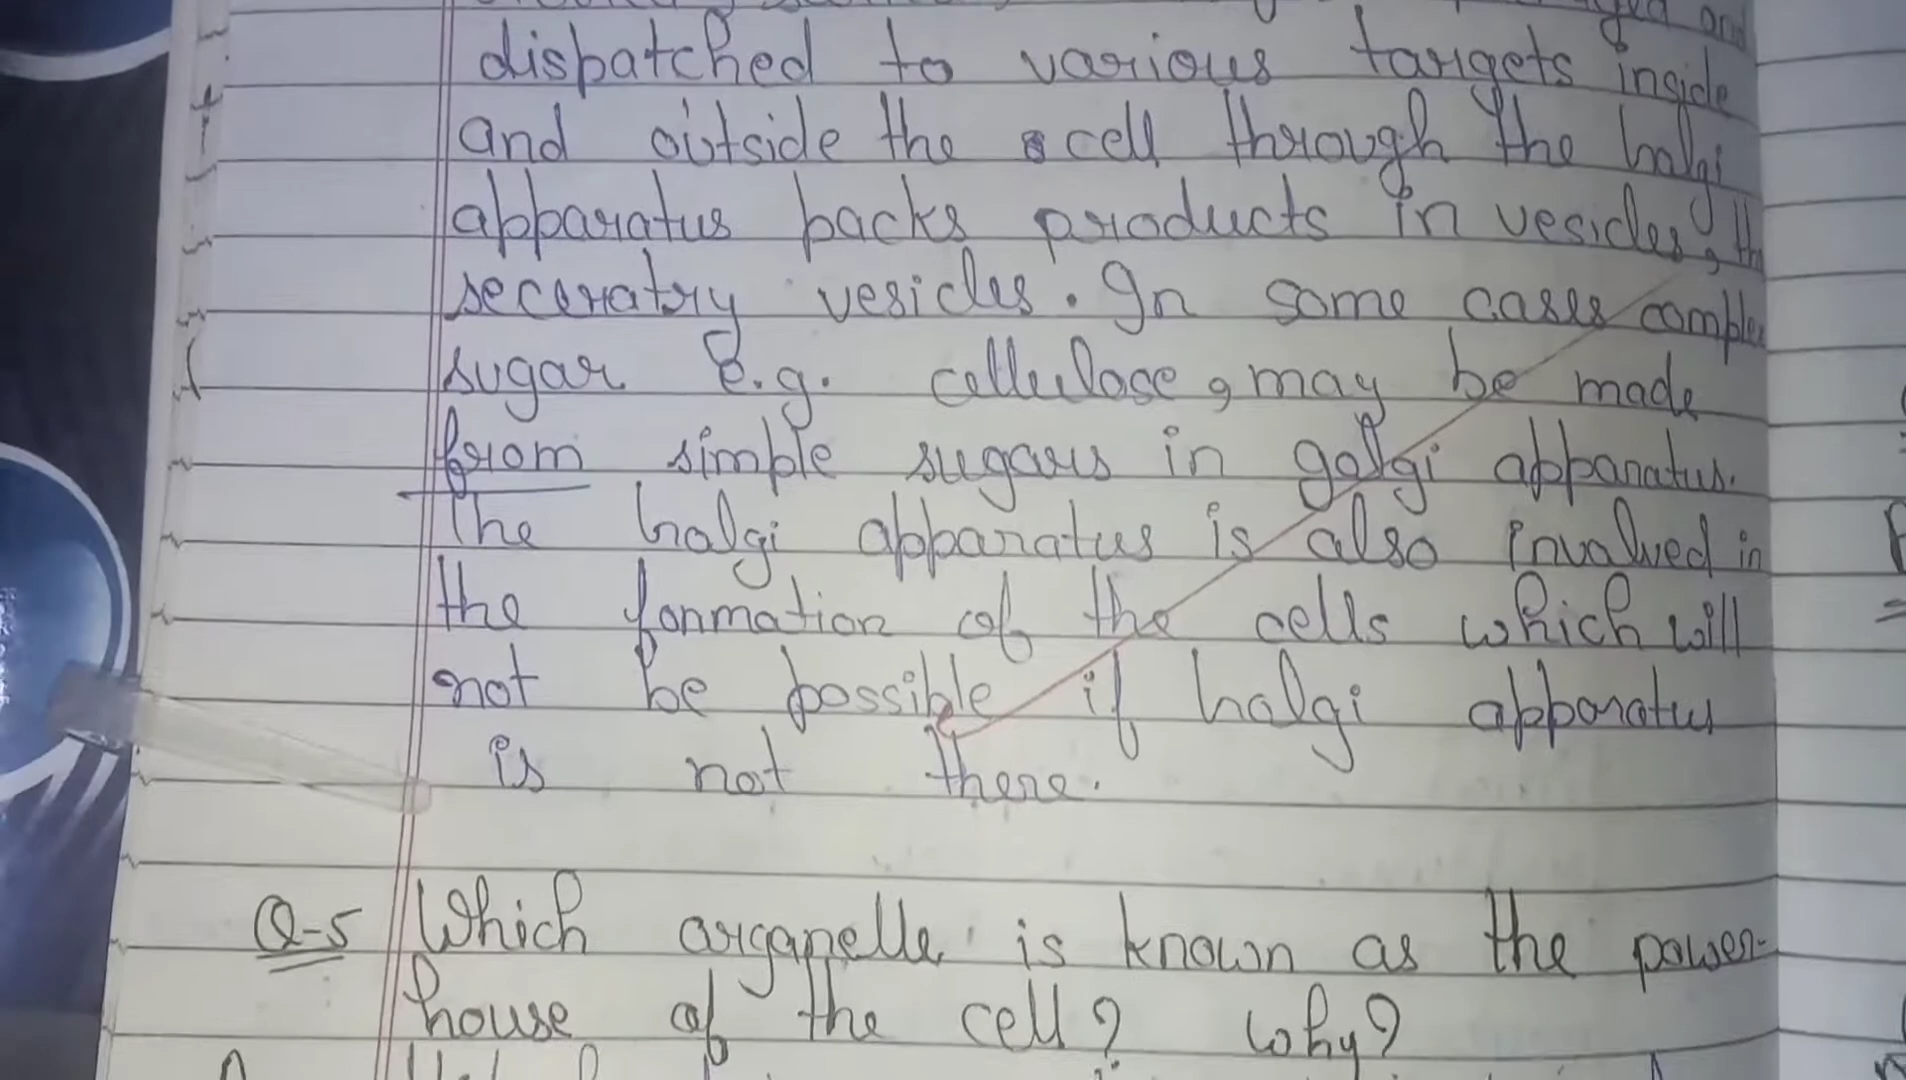 dispatched to various targets inside
and outside the cell through the Golgi
apparatus packs products in vesicles, the
seceratory vesicles. In some cases complex
sugar e.g. cellulose, may be made
from simple sugars in golgi apparatus.
The Golgi apparatus is also involved in
the formation of the cells which will
not be possible if Golgi apparatus
is not there.
Q-5 Which organelle is known as the power-
house of the cell? Why?